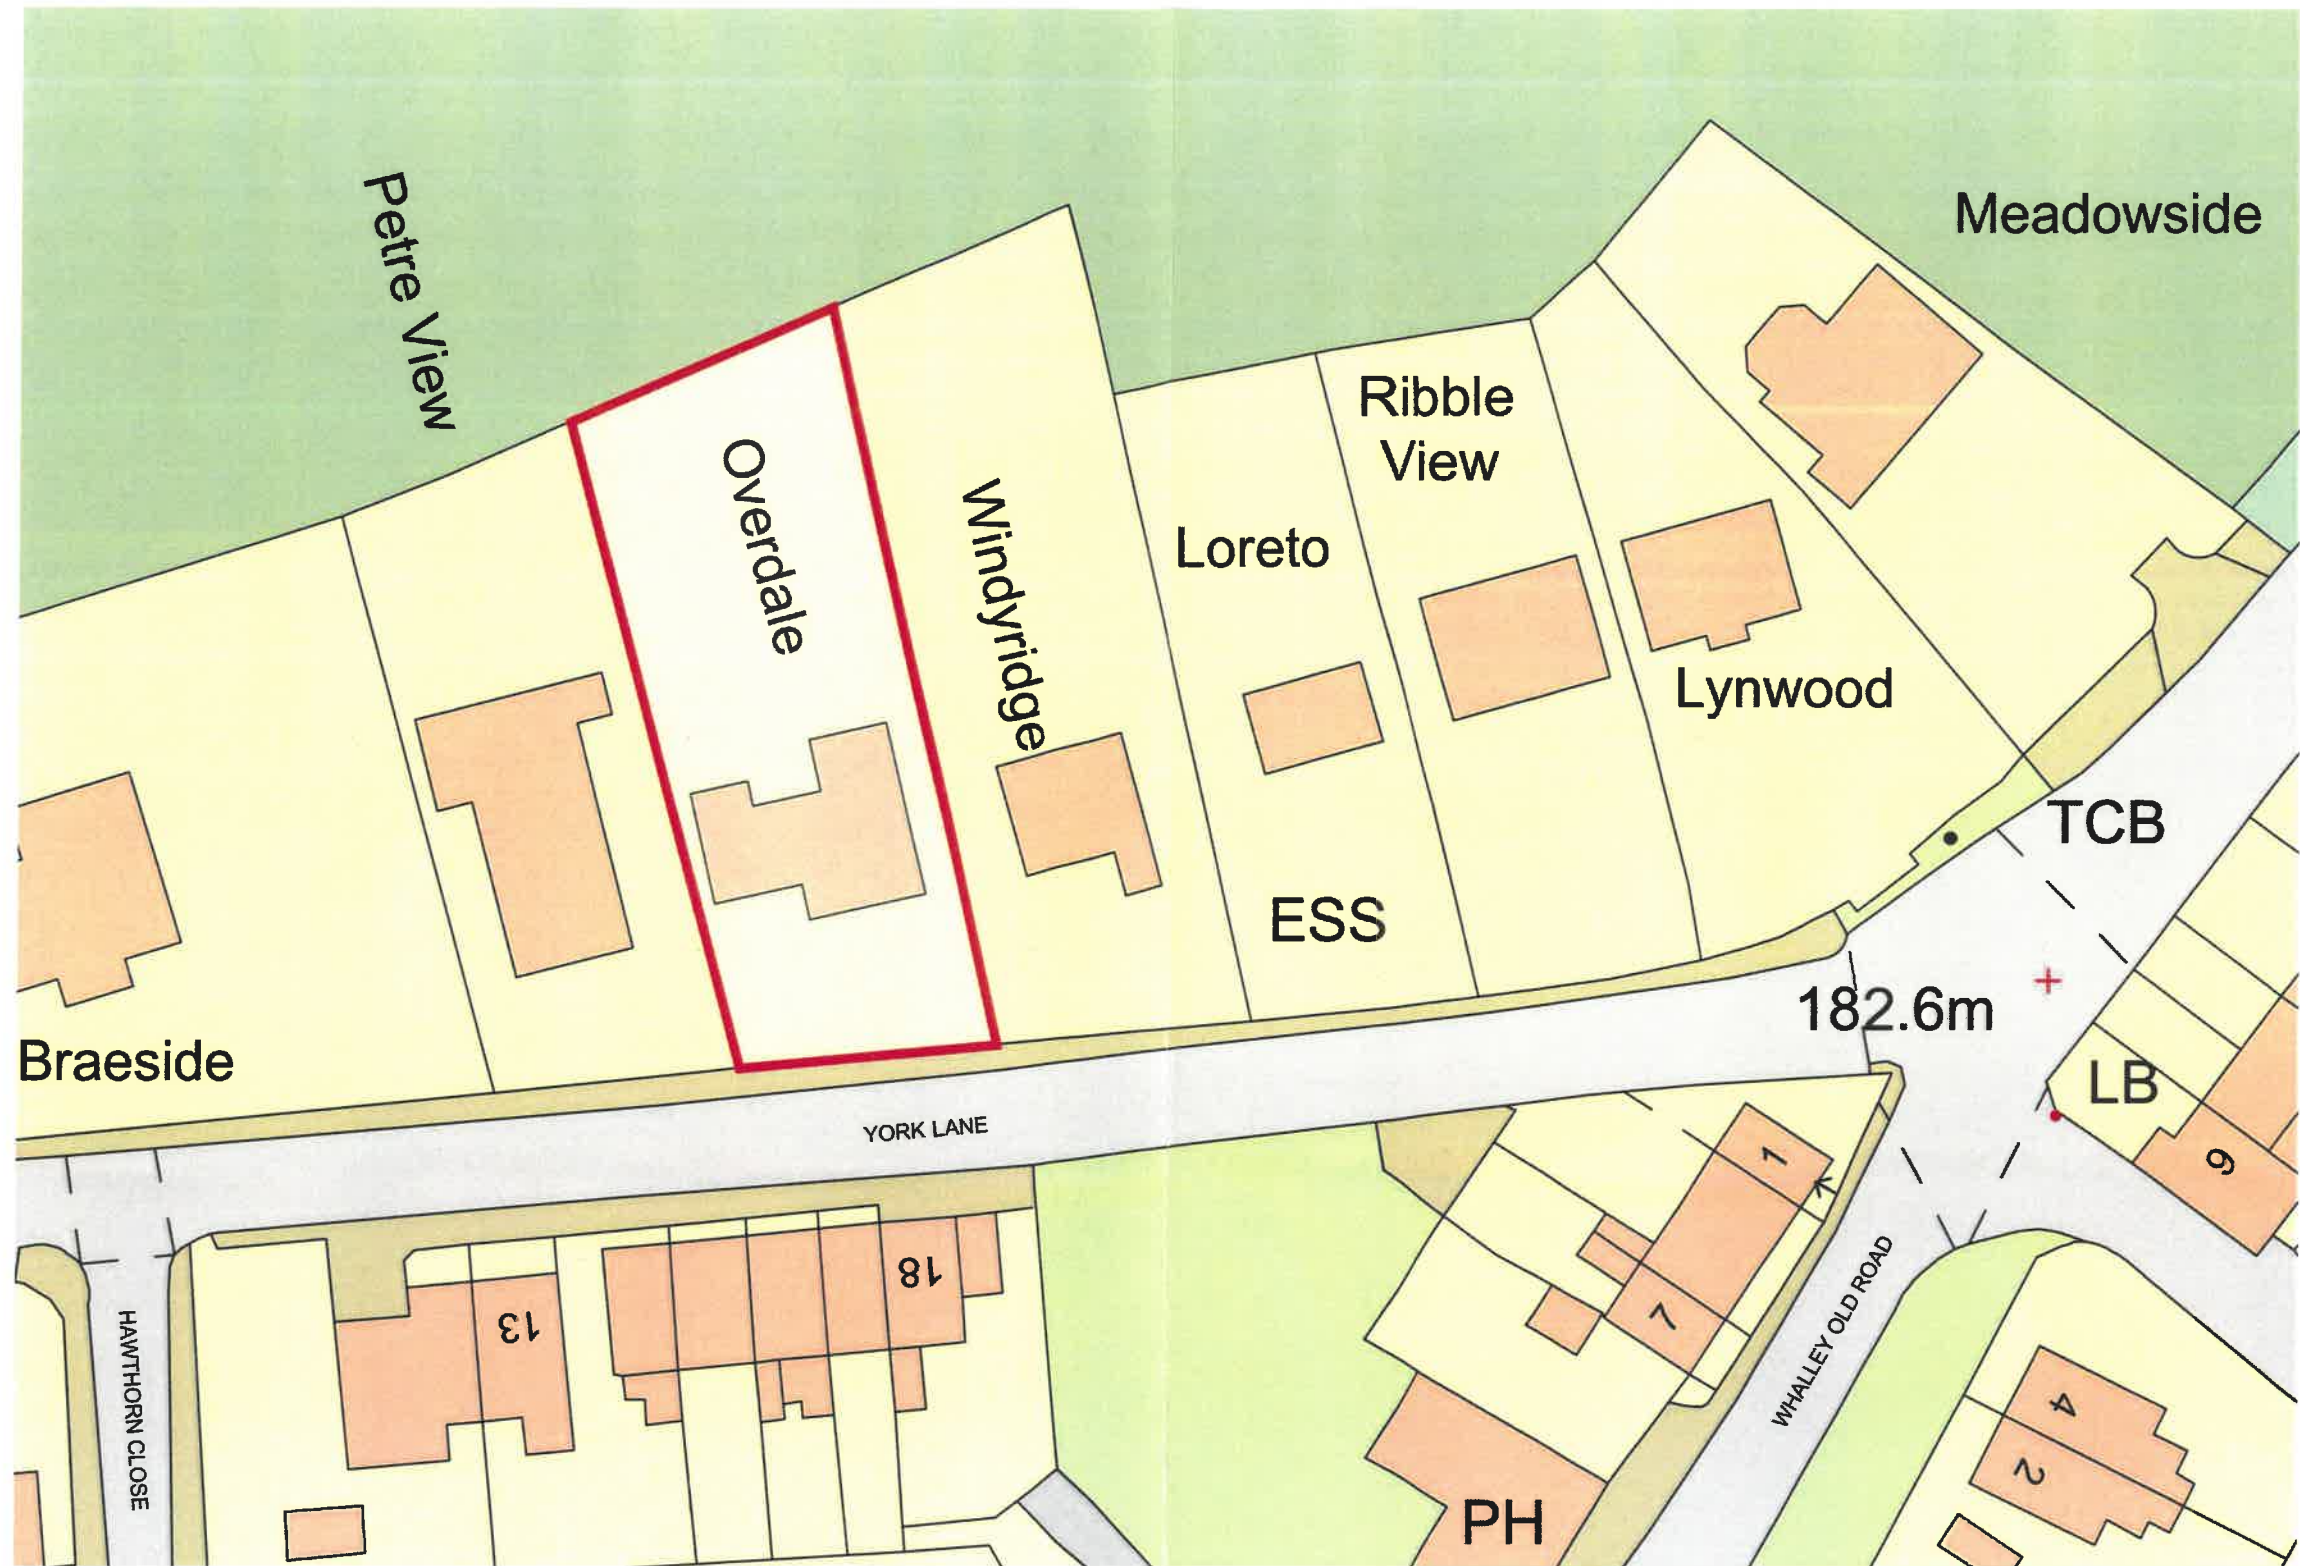 Petre View
Meadowside
Overdale
Windyridge
Ribble
View
Loreto
Lynwood
TCB
ESS
182.6m
Braeside
LB
YORK LANE
1
9
18
13
7
HAWTHORN CLOSE
WHALLEY OLD ROAD
4
2
PH